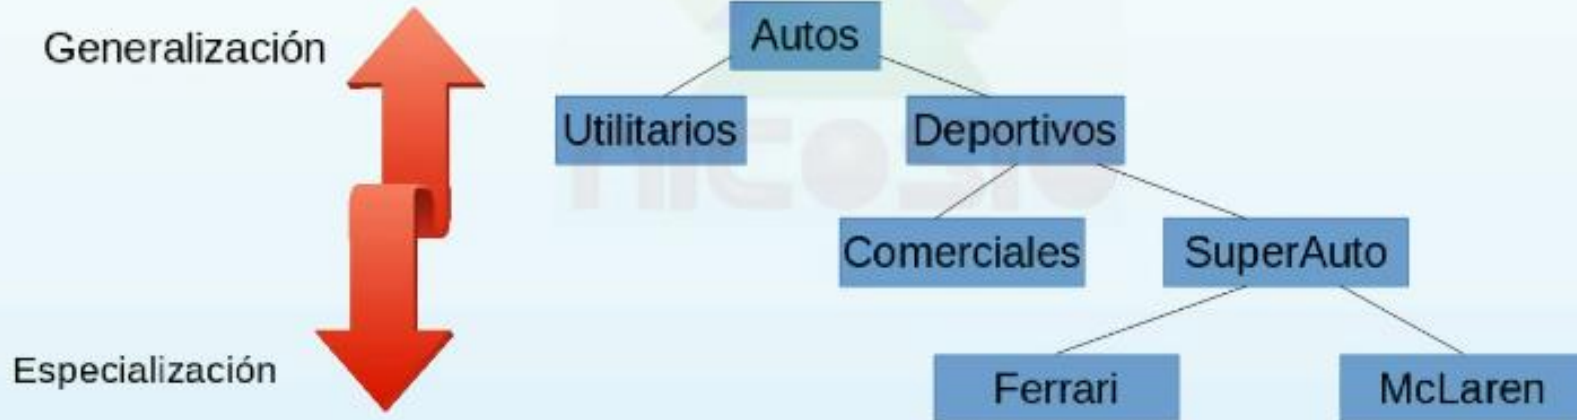 Autos
Generalización
Utilitarios
Deportivos
Comerciales
SuperAuto
Especialización
Ferrari
McLaren